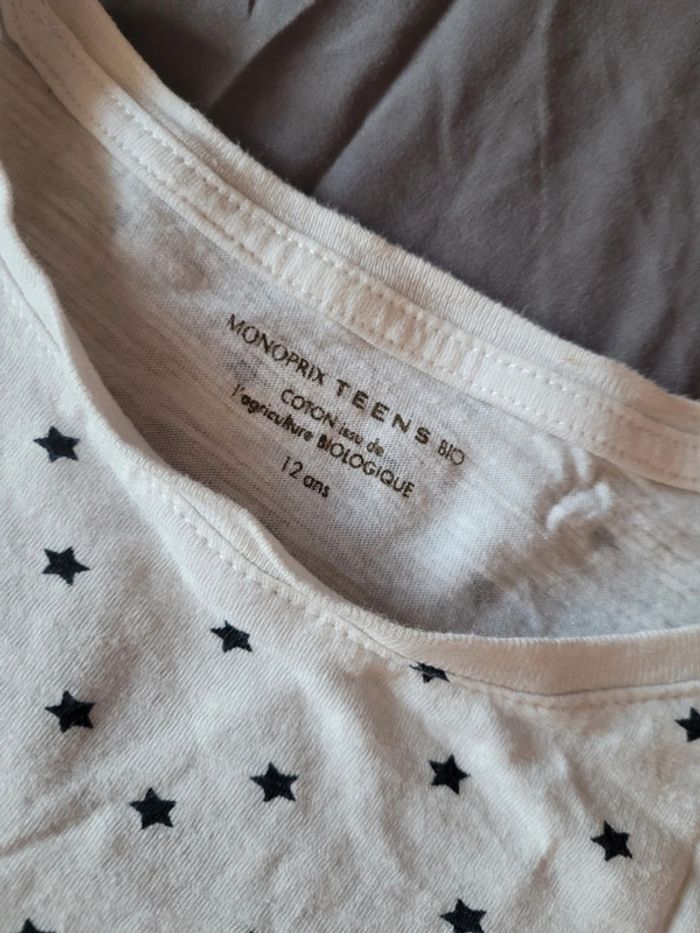 MONOPRIX TEENS BIO
COTON issu de
l'agriculture BIOLOGIQUE
12 ans